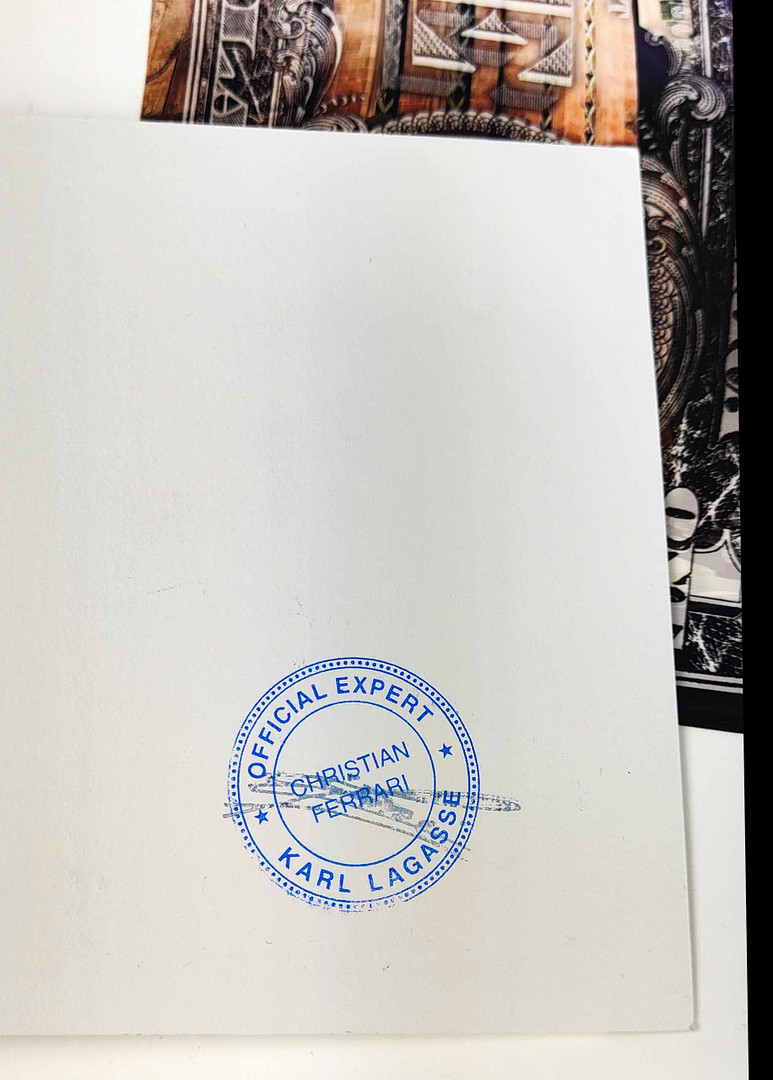 OFFICIAL EXPERT
CHRISTIAN
FERRARI
KARL LAGASSE